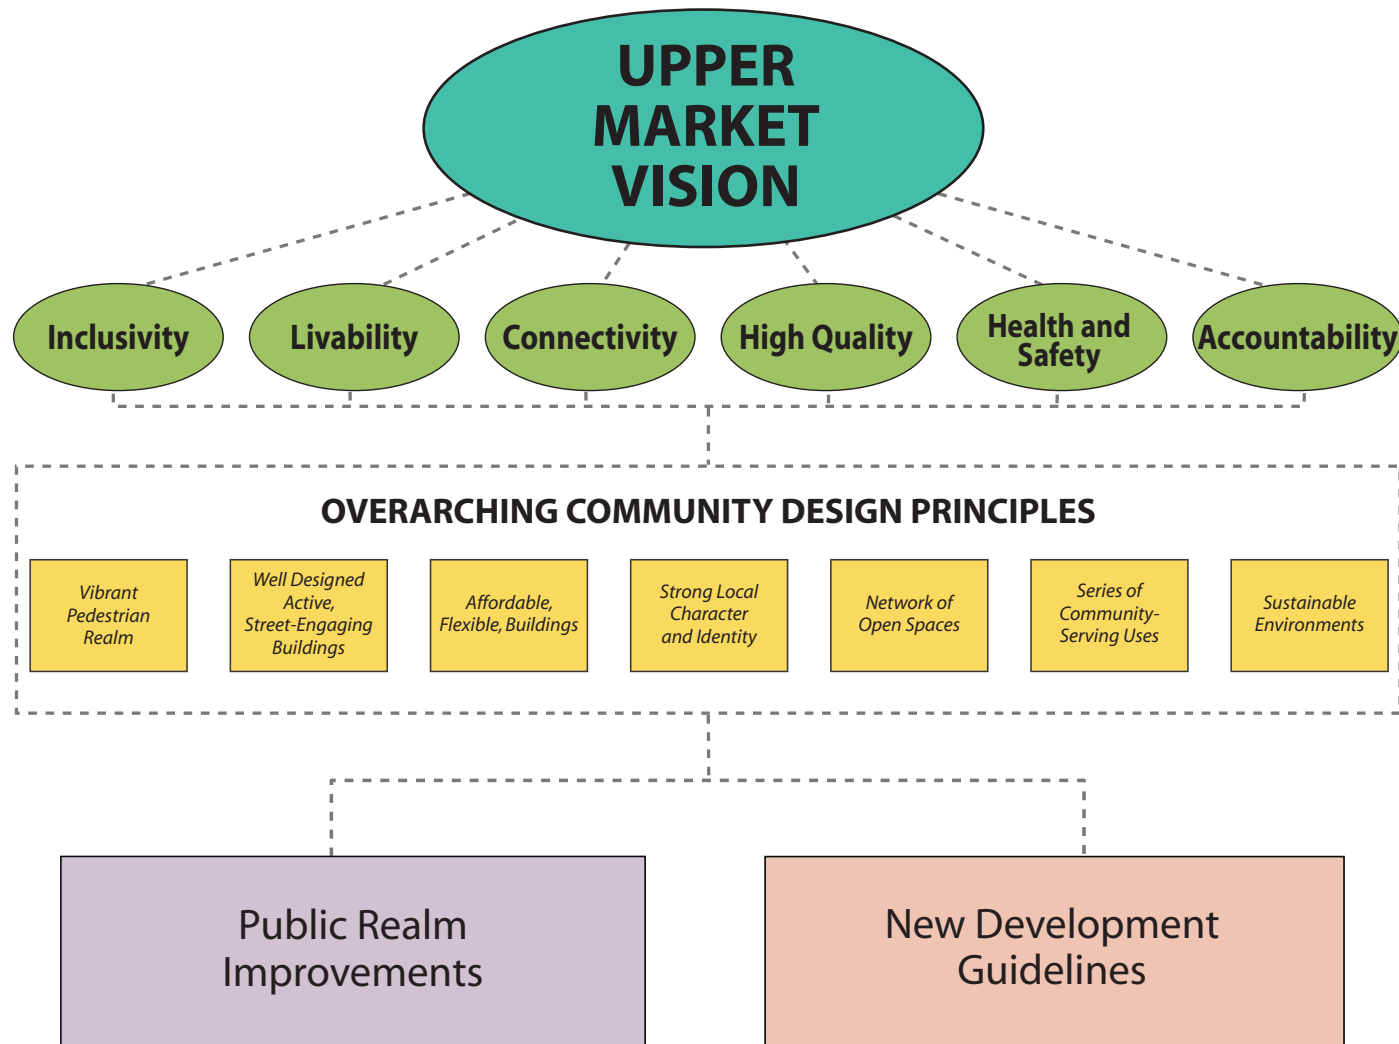 UPPER
MARKET
VISION
Inclusivity
Livability
Connectivity
High Quality
Health and
Safety
Accountability
OVERARCHING COMMUNITY DESIGN PRINCIPLES
Vibrant
Pedestrian
Realm
Well Designed
Active,
Street-Engaging
Buildings
Affordable,
Flexible, Buildings
Strong Local
Character
and Identity
Network of
Open Spaces
Series of
Community-
Serving Uses
Sustainable
Environments
Public Realm
Improvements
New Development
Guidelines